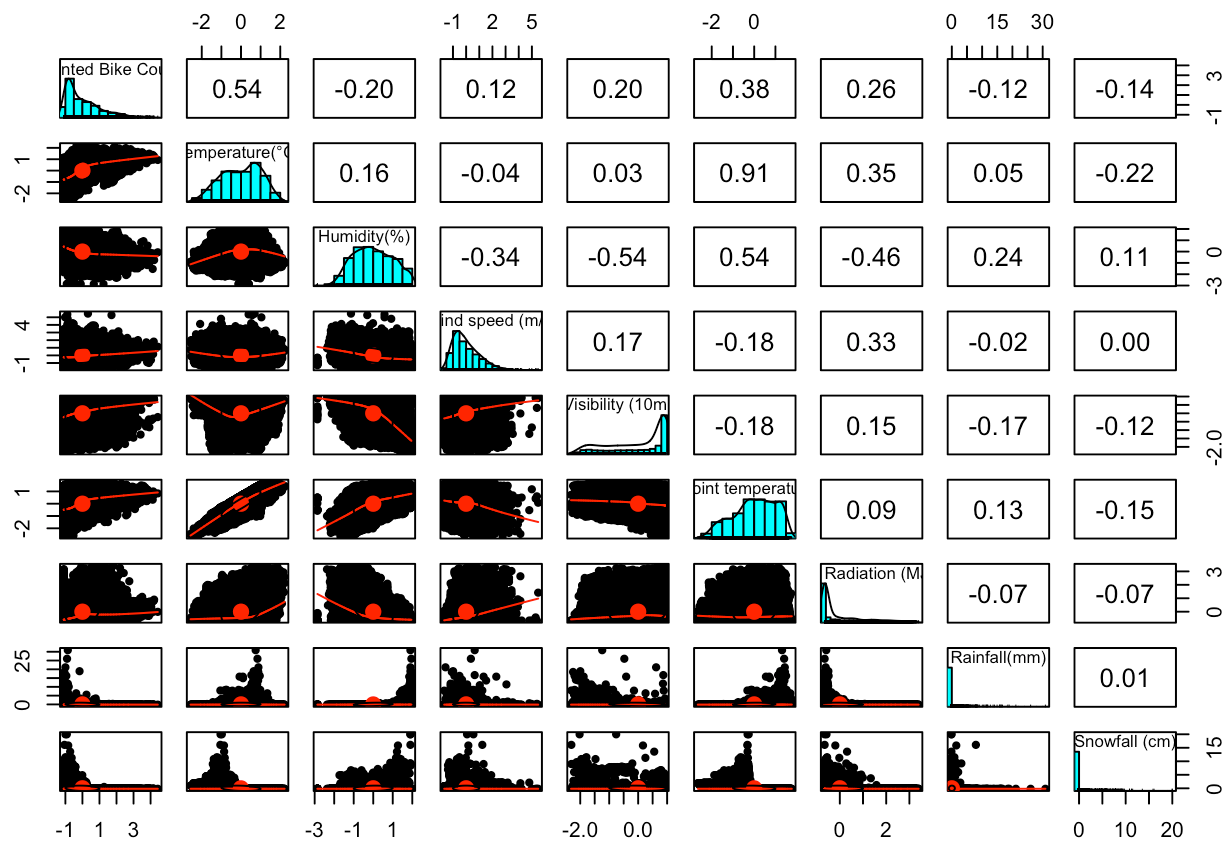 -2 0 2 -1 2 5 -2 0 0 15 30
nted Bike Cou 0.54 -0.20 0.12 0.20 0.38 0.26 -0.12 -0.14 -1 3
-2 1 emperature(°C 0.16 -0.04 0.03 0.91 0.35 0.05 -0.22
Humidity(%) -0.34 -0.54 0.54 -0.46 0.24 0.11 -3 0
-1 4 ind speed (m/ 0.17 -0.18 0.33 -0.02 0.00
Visibility (10m -0.18 0.15 -0.17 -0.12 -2.0
-2 1 oint temperatu 0.09 0.13 -0.15
Radiation (M -0.07 -0.07 0 3
0 25 Rainfall(mm) 0.01
Snowfall (cm) 0 15
-1 1 3 -3 -1 1 -2.0 0.0 0 2 0 10 20